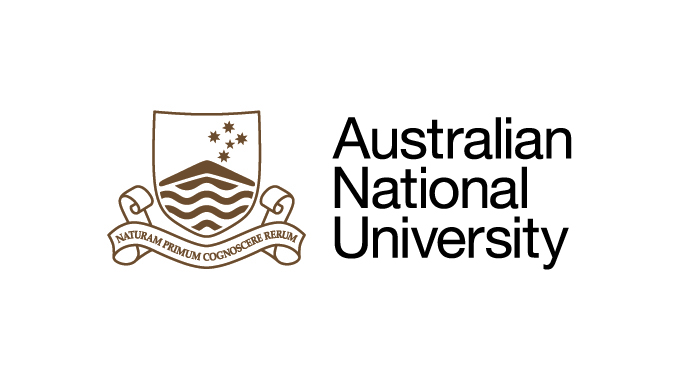 NATURAM PRIMUM COGNOSCERE RERUM
Australian
National
University